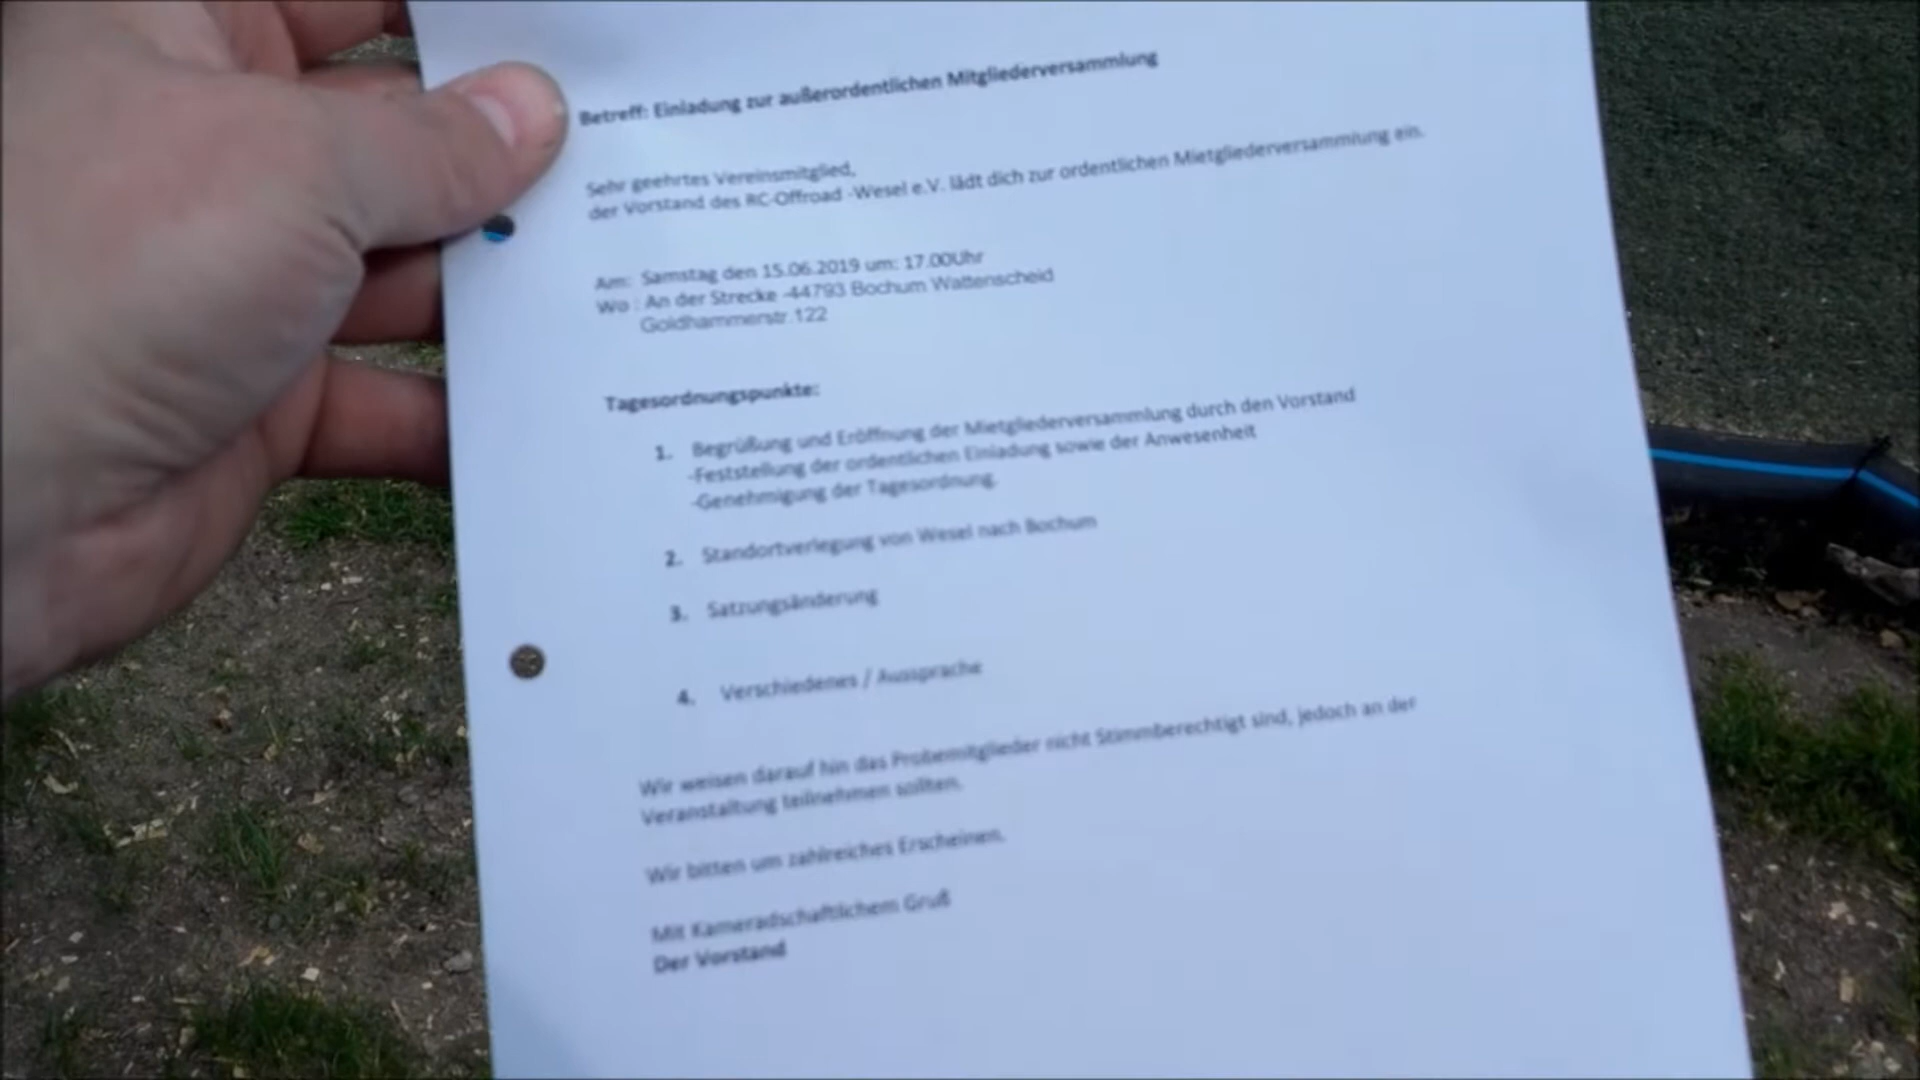 Betreff: Einladung zur außerordentlichen Mitgliederversammlung
Sehr geehrtes Vereinsmitglied,
der Vorstand des RC-Offroad -Wesel e.V. lädt dich zur ordentlichen Mietgliederversammlung ein.
Am: Samstag den 15.06.2019 um: 17.00Uhr
Wo : An der Strecke -44793 Bochum Wattenscheid
Goldhammerstr.122
Tagesordnungspunkte:
1. Begrüßung und Eröffnung der Mietgliederversammlung durch den Vorstand
-Feststellung der ordentlichen Einladung sowie der Anwesenheit
-Genehmigung der Tagesordnung.
2. Standortverlegung von Wesel nach Bochum
3. Satzungsänderung
4. Verschiedenes / Aussprache
Wir weisen darauf hin das Probemitglieder nicht Stimmberechtigt sind, jedoch an der
Veranstaltung teilnehmen sollten.
Wir bitten um zahlreiches Erscheinen.
Mit Kameradschaftlichem Gruß
Der Vorstand